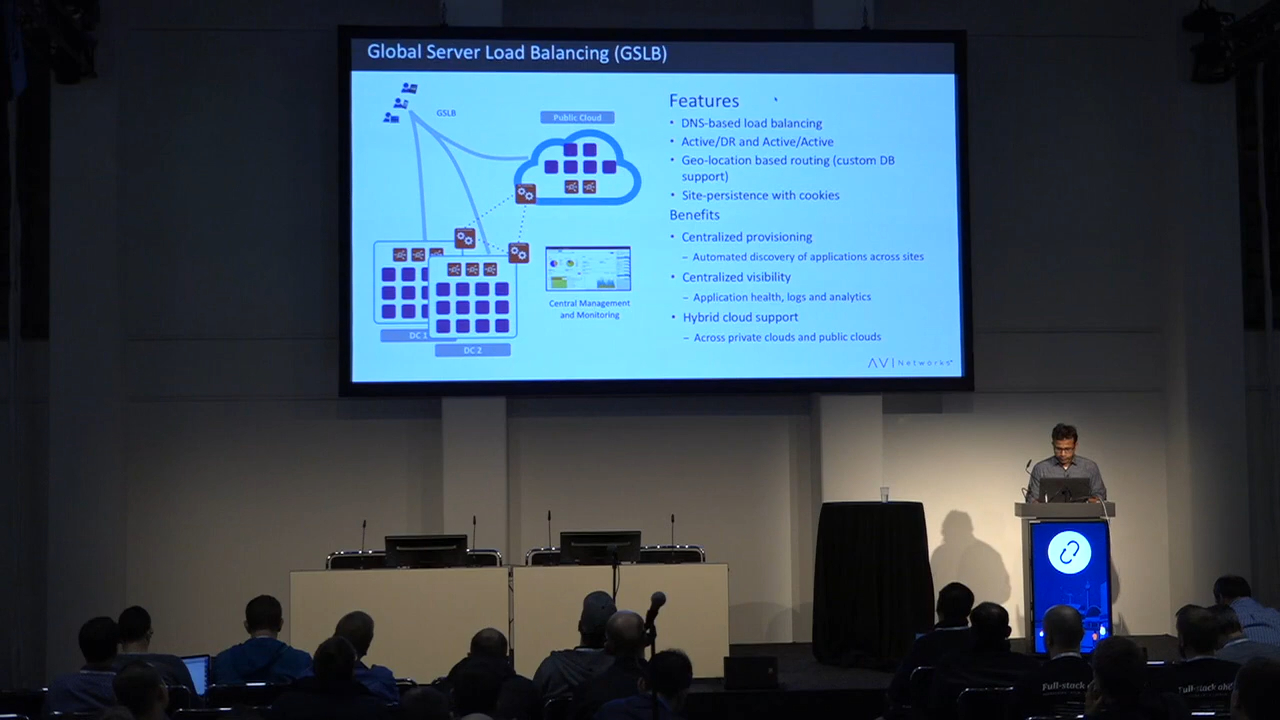 Global Server Load Balancing (GSLB)
GSLB
Public Cloud
DC 1
DC 2
Central Management
and Monitoring
Features
• DNS-based load balancing
• Active/DR and Active/Active
• Geo-location based routing (custom DB
support)
• Site-persistence with cookies
Benefits
• Centralized provisioning
– Automated discovery of applications across sites
• Centralized visibility
– Application health, logs and analytics
• Hybrid cloud support
– Across private clouds and public clouds
AVI Networks
Full-stack